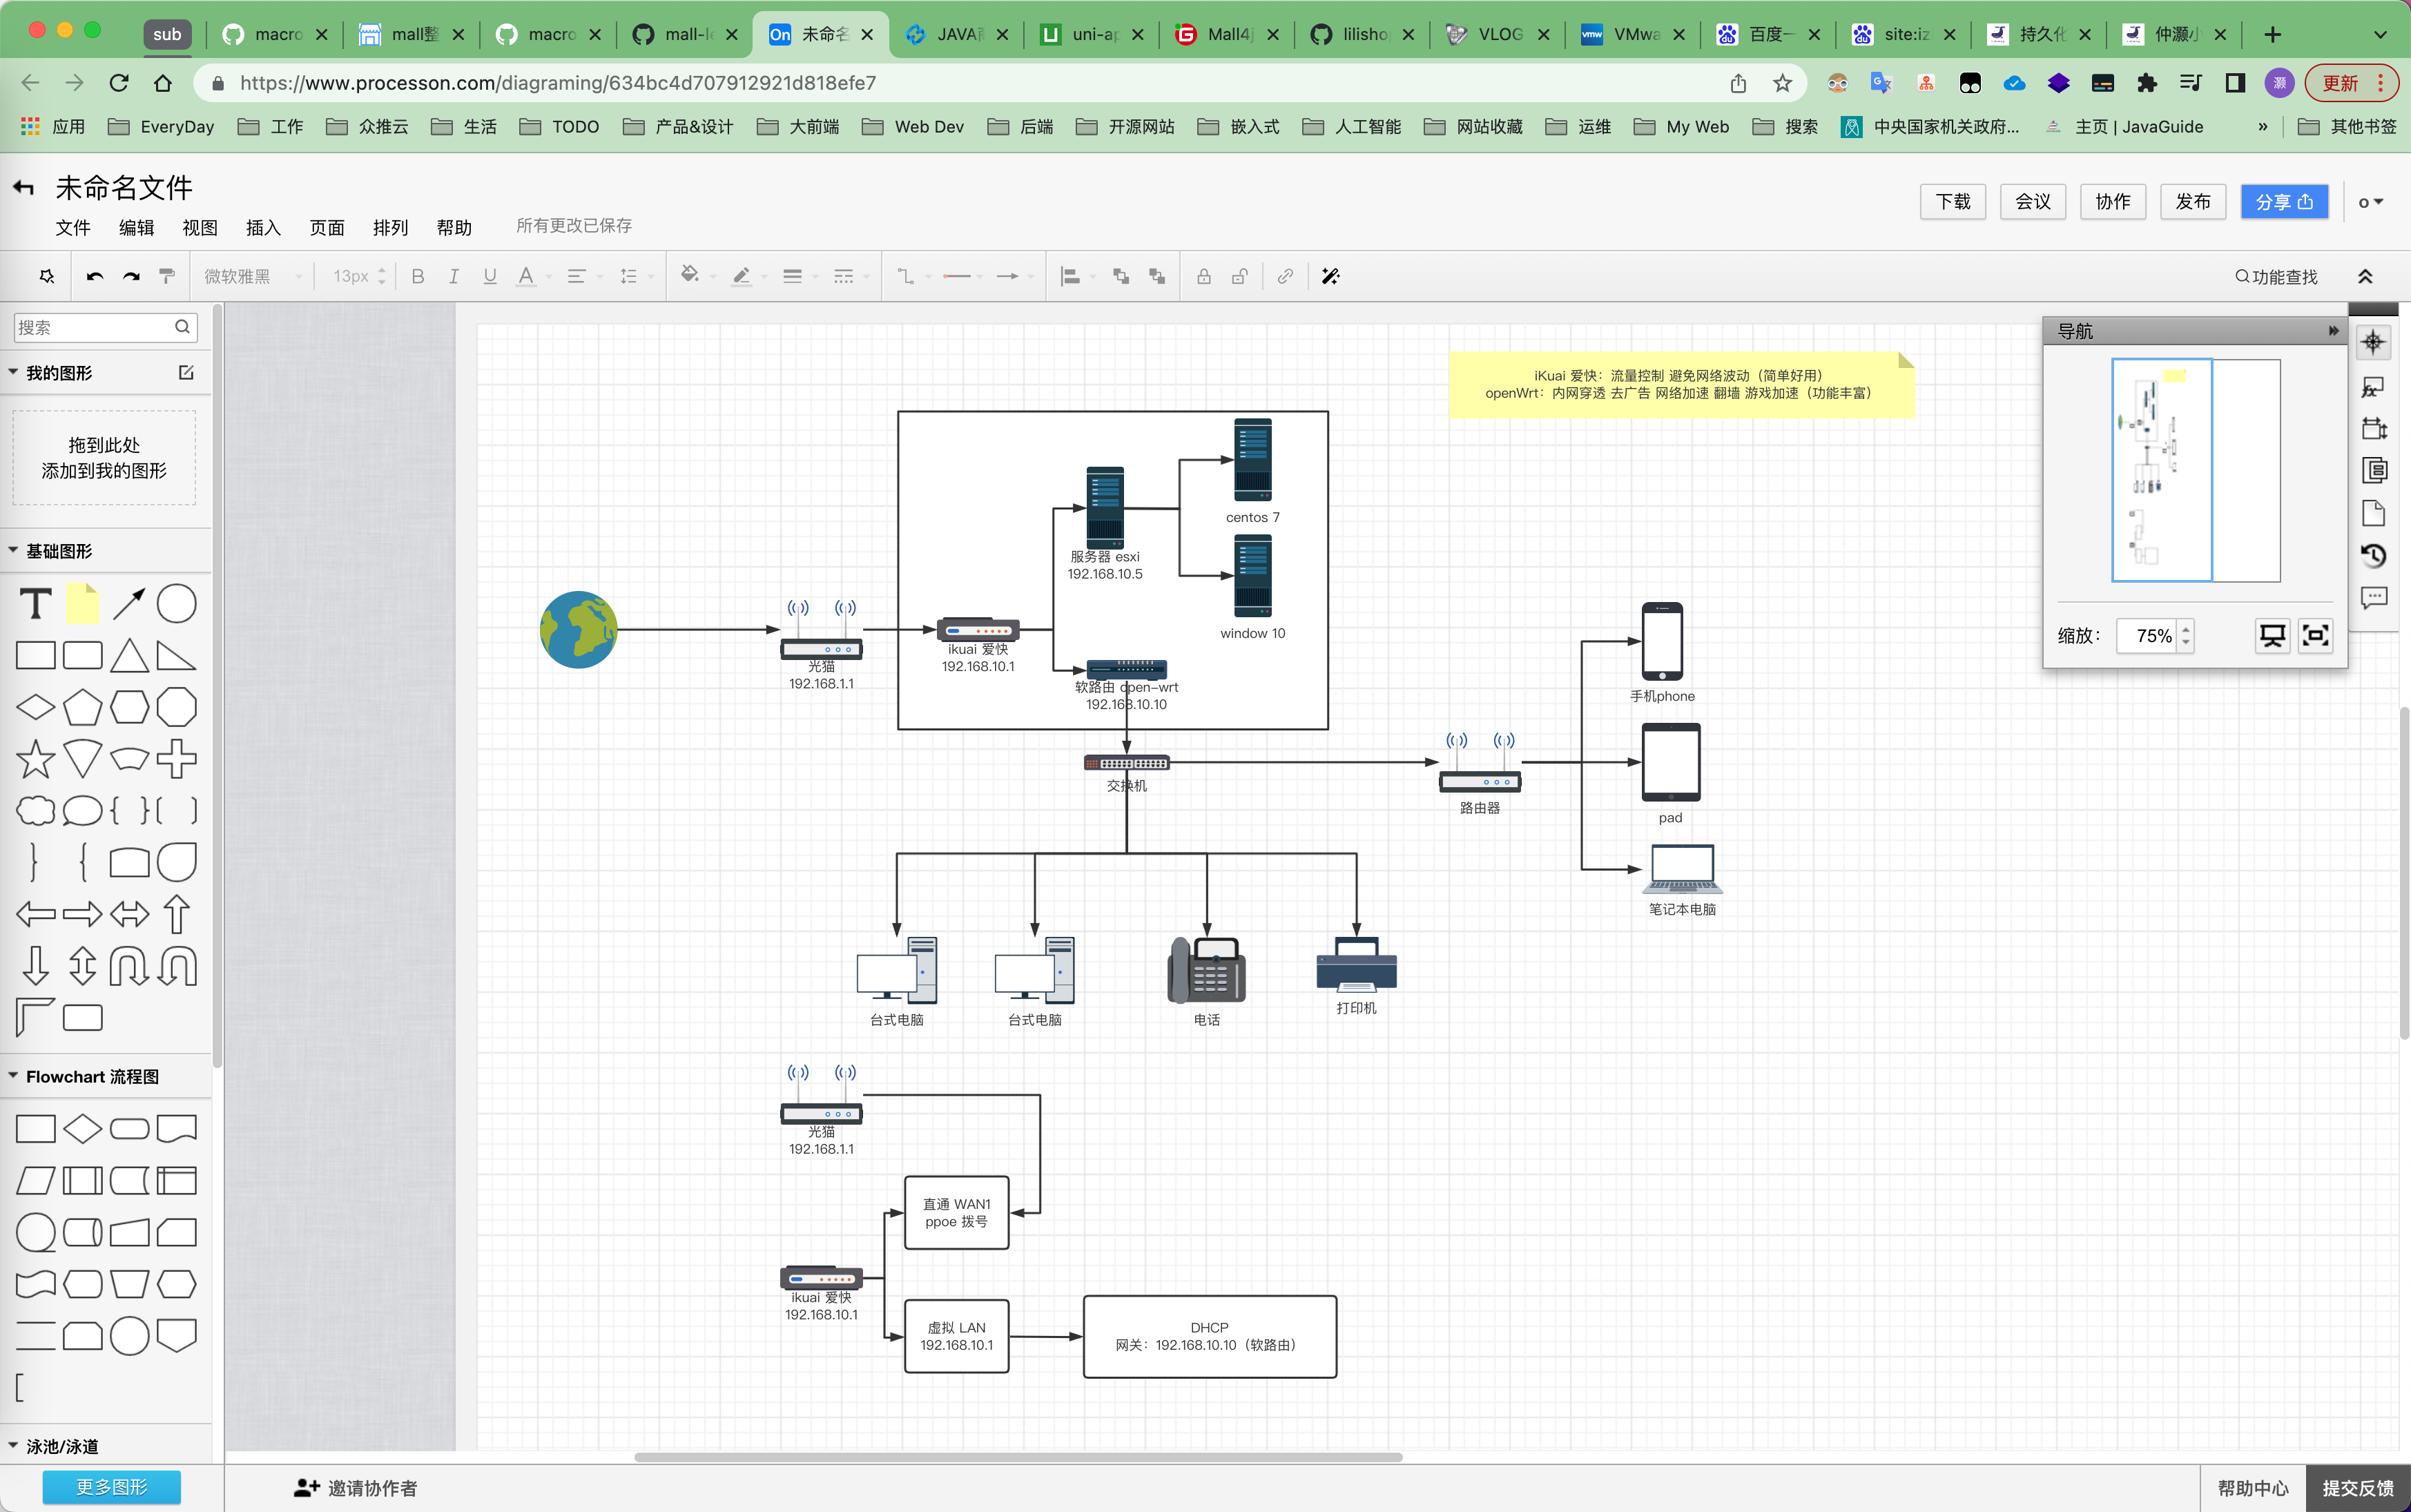 sub
macro
mall整
macro
mall-le
未命名
JAVA商
uni-ap
Mall4j
lilisho
VLOG
VMwa
百度一
site:iz
持久化
仲灏小
https://www.processon.com/diagraming/634bc4d707912921d818efe7
更新
应用
EveryDay
工作
众推云
生活
TODO
产品&设计
大前端
Web Dev
后端
开源网站
嵌入式
人工智能
网站收藏
运维
My Web
搜索
中央国家机关政府...
主页 | JavaGuide
»
其他书签
未命名文件
文件 编辑 视图 插入 页面 排列 帮助 所有更改已保存
下载 会议 协作 发布 分享
微软雅黑 13px B I U A
功能查找
搜索
我的图形
拖到此处
添加到我的图形
基础图形
Flowchart 流程图
泳池/泳道
更多图形
iKuai 爱快：流量控制 避免网络波动（简单好用）
openWrt：内网穿透 去广告 网络加速 翻墙 游戏加速（功能丰富）
centos 7
服务器 esxi
192.168.10.5
window 10
光猫
192.168.1.1
ikuai 爱快
192.168.10.1
软路由 open-wrt
192.168.10.10
交换机
路由器
手机phone
pad
笔记本电脑
台式电脑
台式电脑
电话
打印机
光猫
192.168.1.1
直通 WAN1
ppoe 拨号
ikuai 爱快
192.168.10.1
虚拟 LAN
192.168.10.1
DHCP
网关：192.168.10.10（软路由）
导航
缩放：
75%
邀请协作者
帮助中心
提交反馈